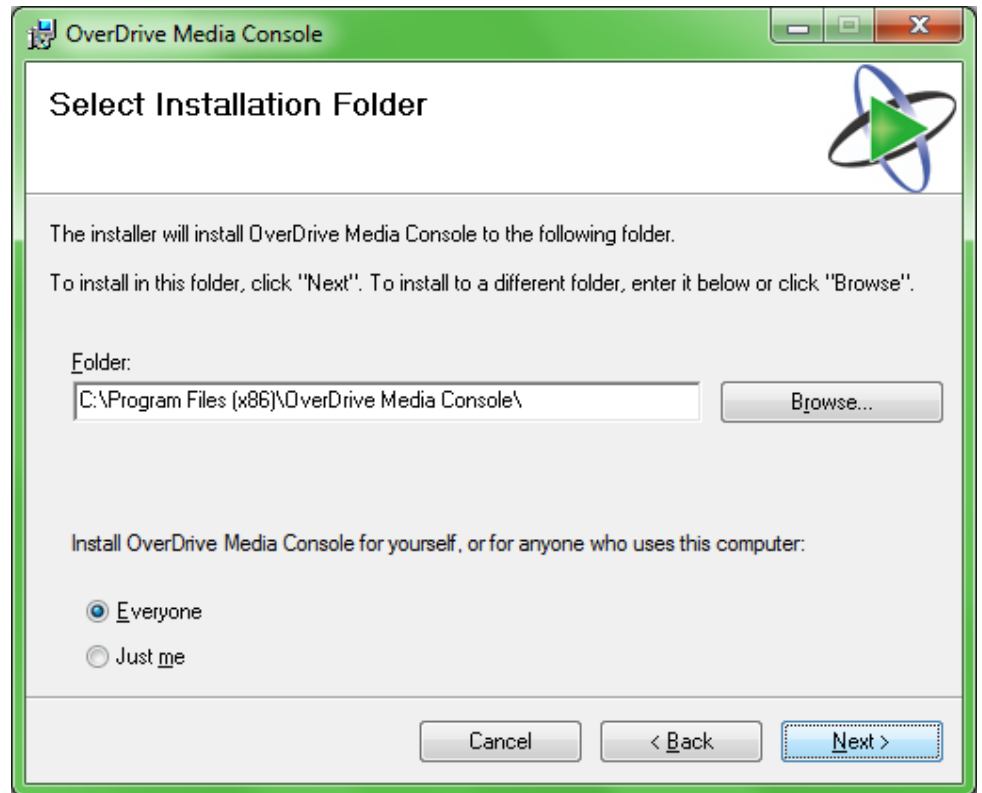 OverDrive Media Console
Select Installation Folder
The installer will install OverDrive Media Console to the following folder.
To install in this folder, click "Next". To install to a different folder, enter it below or click "Browse".
Folder:
C:\Program Files (x86)\OverDrive Media Console\
Browse...
Install OverDrive Media Console for yourself, or for anyone who uses this computer:
Everyone
Just me
Cancel
< Back
Next >